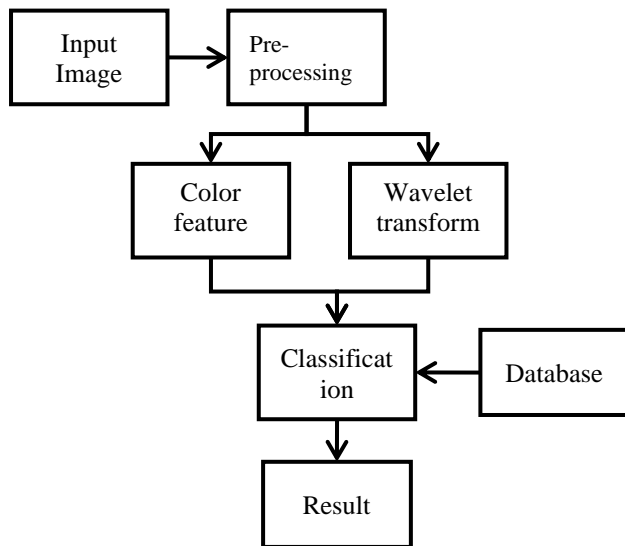 Input
Image
Pre-
processing
Color
feature
Wavelet
transform
Classificat
ion
Database
Result